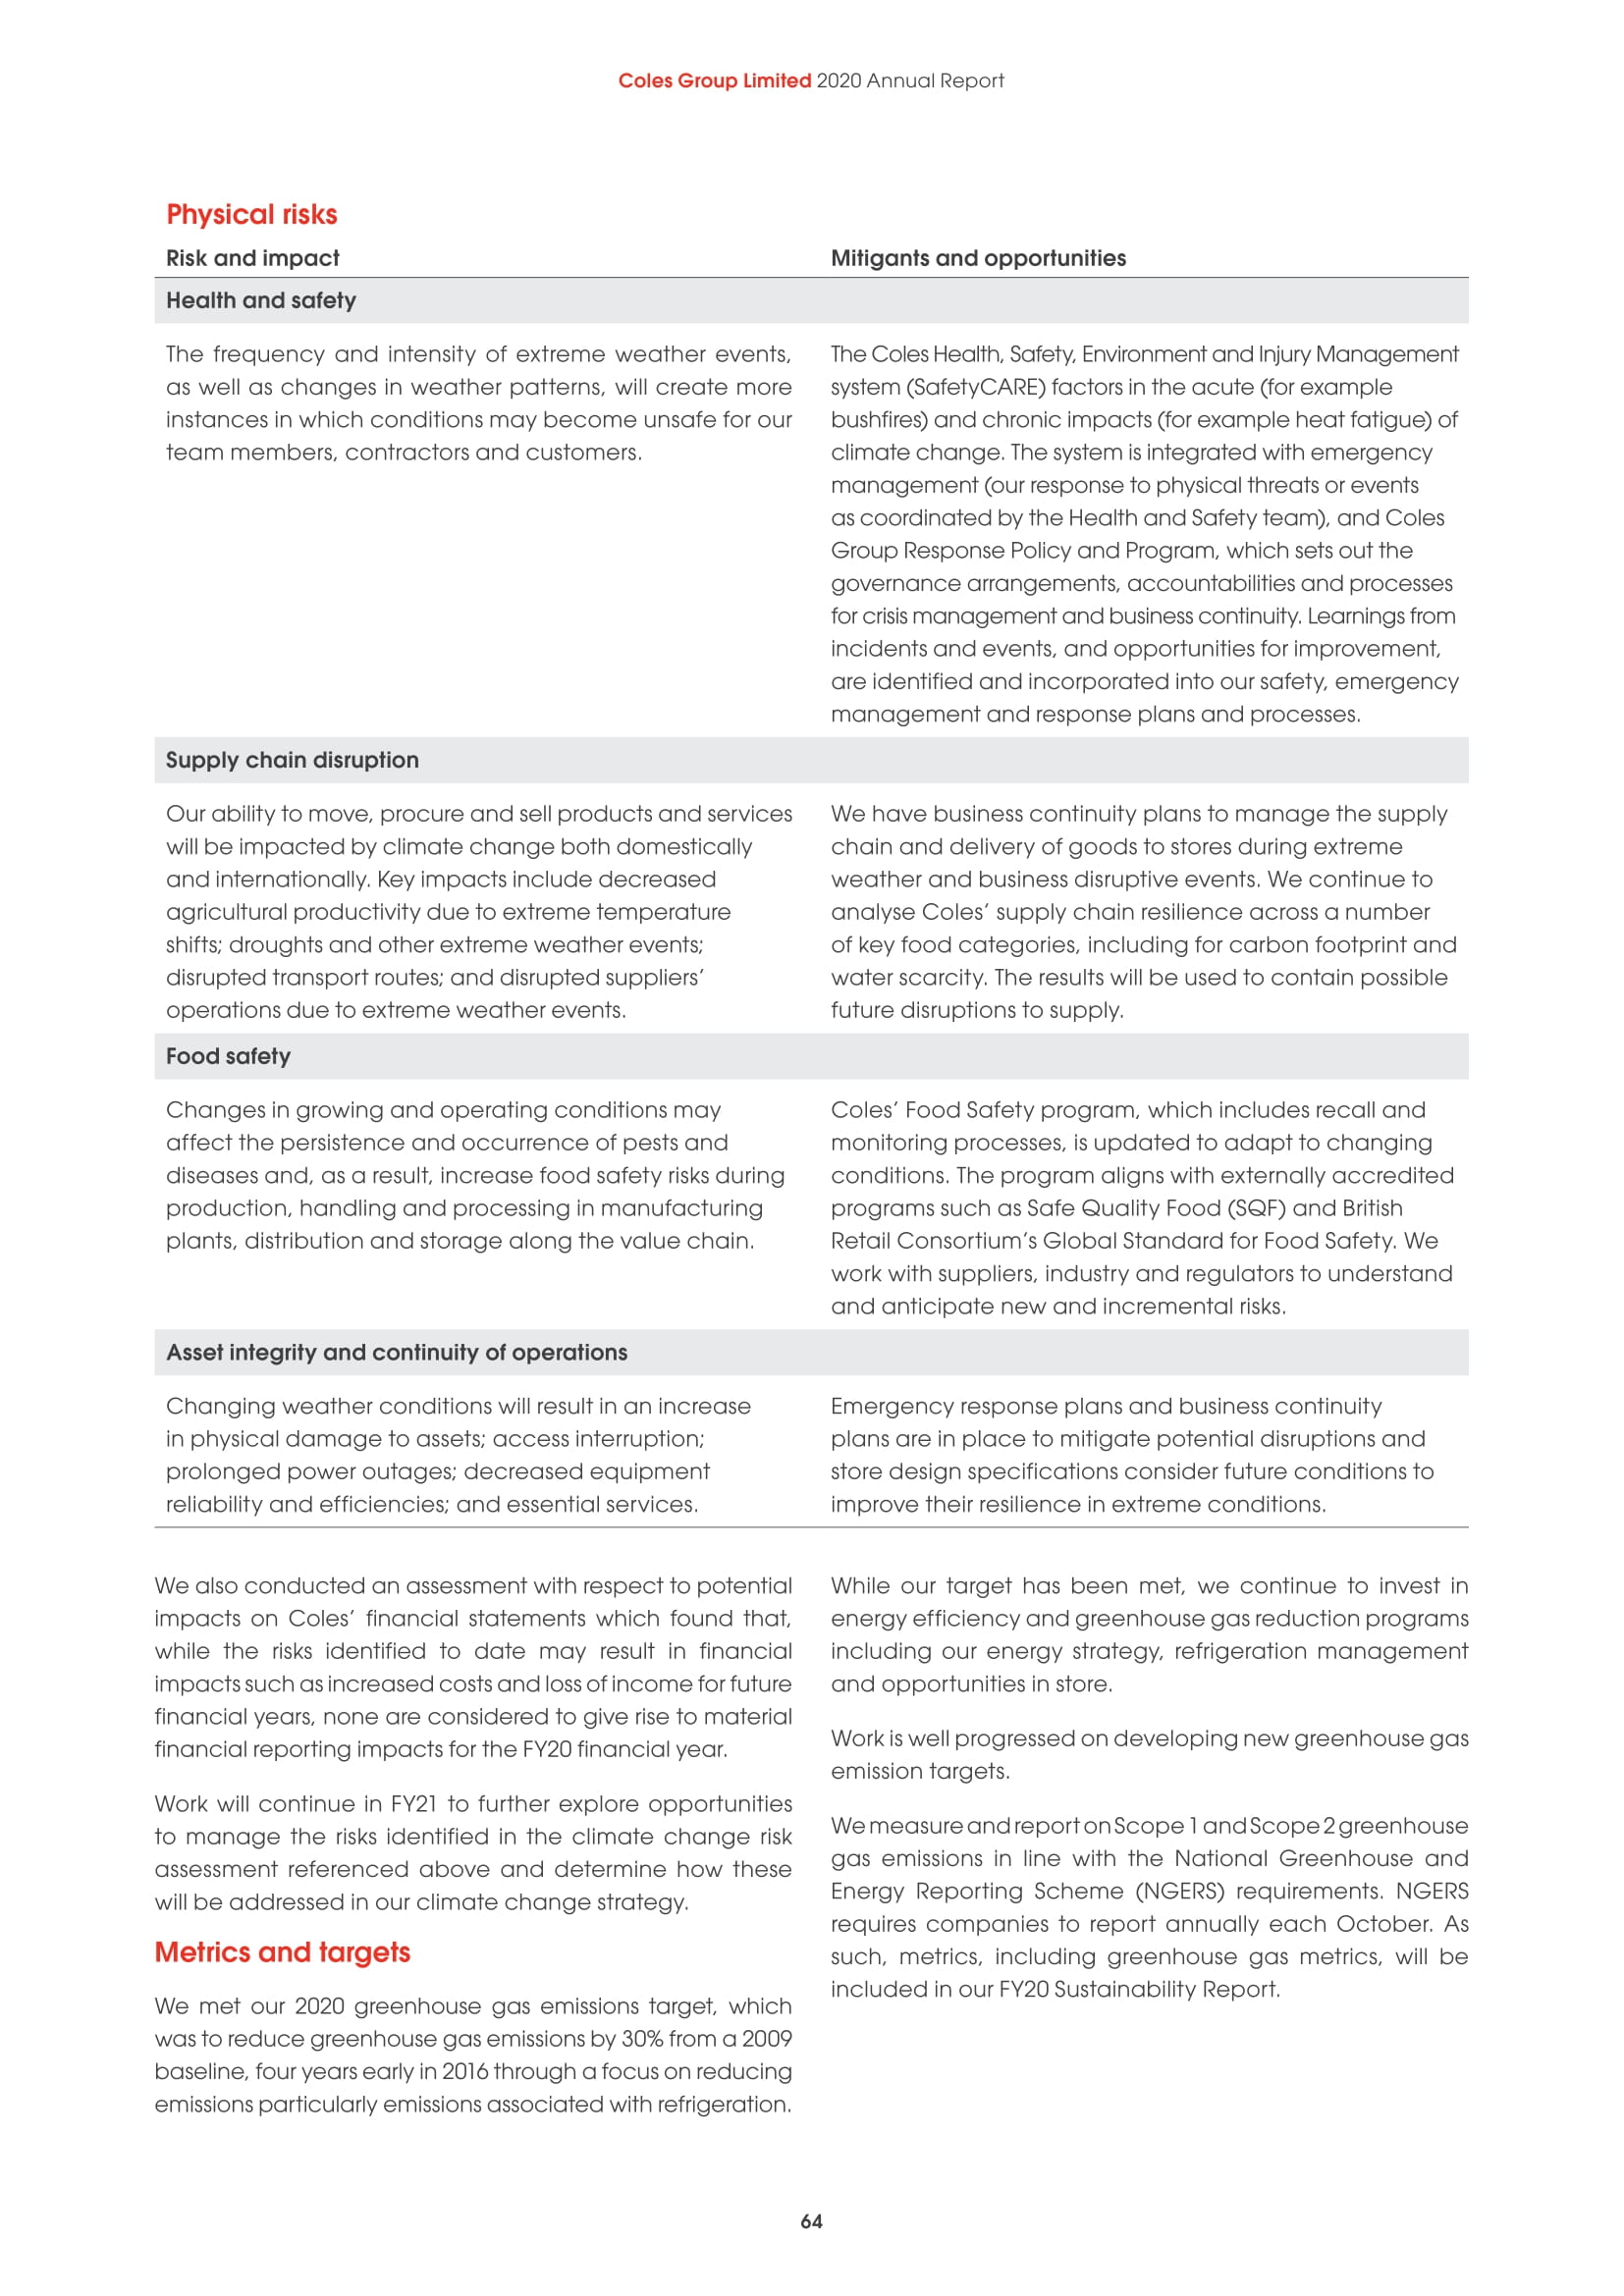 Coles Group Limited 2020 Annual Report
Physical risks
Risk and impact
Mitigants and opportunities
Health and safety
The frequency and intensity of extreme weather events,
as well as changes in weather patterns, will create more
instances in which conditions may become unsafe for our
team members, contractors and customers.
The Coles Health, Safety, Environment and Injury Management
system (SafetyCARE) factors in the acute (for example
bushfires) and chronic impacts (for example heat fatigue) of
climate change. The system is integrated with emergency
management (our response to physical threats or events
as coordinated by the Health and Safety team), and Coles
Group Response Policy and Program, which sets out the
governance arrangements, accountabilities and processes
for crisis management and business continuity. Learnings from
incidents and events, and opportunities for improvement,
are identified and incorporated into our safety, emergency
management and response plans and processes.
Supply chain disruption
Our ability to move, procure and sell products and services
will be impacted by climate change both domestically
and internationally. Key impacts include decreased
agricultural productivity due to extreme temperature
shifts; droughts and other extreme weather events;
disrupted transport routes; and disrupted suppliers’
operations due to extreme weather events.
We have business continuity plans to manage the supply
chain and delivery of goods to stores during extreme
weather and business disruptive events. We continue to
analyse Coles’ supply chain resilience across a number
of key food categories, including for carbon footprint and
water scarcity. The results will be used to contain possible
future disruptions to supply.
Food safety
Changes in growing and operating conditions may
affect the persistence and occurrence of pests and
diseases and, as a result, increase food safety risks during
production, handling and processing in manufacturing
plants, distribution and storage along the value chain.
Coles’ Food Safety program, which includes recall and
monitoring processes, is updated to adapt to changing
conditions. The program aligns with externally accredited
programs such as Safe Quality Food (SQF) and British
Retail Consortium’s Global Standard for Food Safety. We
work with suppliers, industry and regulators to understand
and anticipate new and incremental risks.
Asset integrity and continuity of operations
Changing weather conditions will result in an increase
in physical damage to assets; access interruption;
prolonged power outages; decreased equipment
reliability and efficiencies; and essential services.
Emergency response plans and business continuity
plans are in place to mitigate potential disruptions and
store design specifications consider future conditions to
improve their resilience in extreme conditions.
We also conducted an assessment with respect to potential
impacts on Coles’ financial statements which found that,
while the risks identified to date may result in financial
impacts such as increased costs and loss of income for future
financial years, none are considered to give rise to material
financial reporting impacts for the FY20 financial year.
Work will continue in FY21 to further explore opportunities
to manage the risks identified in the climate change risk
assessment referenced above and determine how these
will be addressed in our climate change strategy.
Metrics and targets
We met our 2020 greenhouse gas emissions target, which
was to reduce greenhouse gas emissions by 30% from a 2009
baseline, four years early in 2016 through a focus on reducing
emissions particularly emissions associated with refrigeration.
While our target has been met, we continue to invest in
energy efficiency and greenhouse gas reduction programs
including our energy strategy, refrigeration management
and opportunities in store.
Work is well progressed on developing new greenhouse gas
emission targets.
We measure and report on Scope 1 and Scope 2 greenhouse
gas emissions in line with the National Greenhouse and
Energy Reporting Scheme (NGERS) requirements. NGERS
requires companies to report annually each October. As
such, metrics, including greenhouse gas metrics, will be
included in our FY20 Sustainability Report.
64